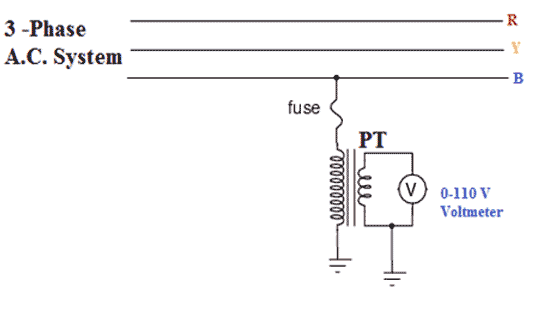 3 -Phase
A.C. System
R
Y
B
fuse
PT
V
0-110 V
Voltmeter